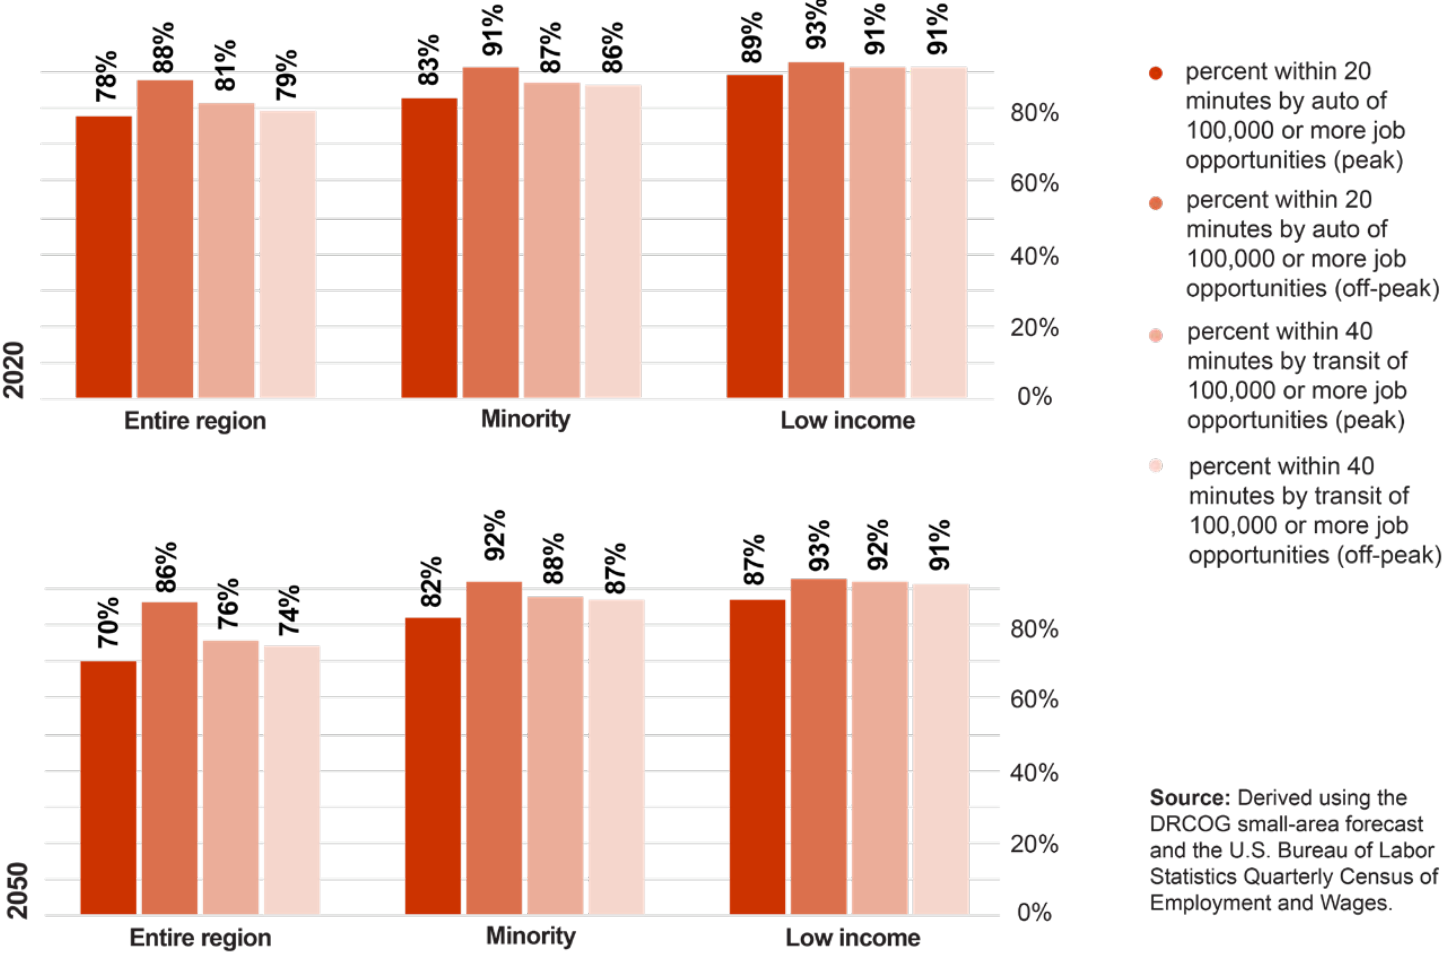 78%
88%
81%
79%
83%
91%
87%
86%
89%
93%
91%
91%
80%
60%
40%
20%
0%
2020
Entire region
Minority
Low income
percent within 20
minutes by auto of
100,000 or more job
opportunities (peak)
percent within 20
minutes by auto of
100,000 or more job
opportunities (off-peak)
percent within 40
minutes by transit of
100,000 or more job
opportunities (peak)
percent within 40
minutes by transit of
100,000 or more job
opportunities (off-peak)
70%
86%
76%
74%
82%
92%
88%
87%
87%
93%
92%
91%
80%
60%
40%
20%
0%
2050
Entire region
Minority
Low income
Source: Derived using the
DRCOG small-area forecast
and the U.S. Bureau of Labor
Statistics Quarterly Census of
Employment and Wages.